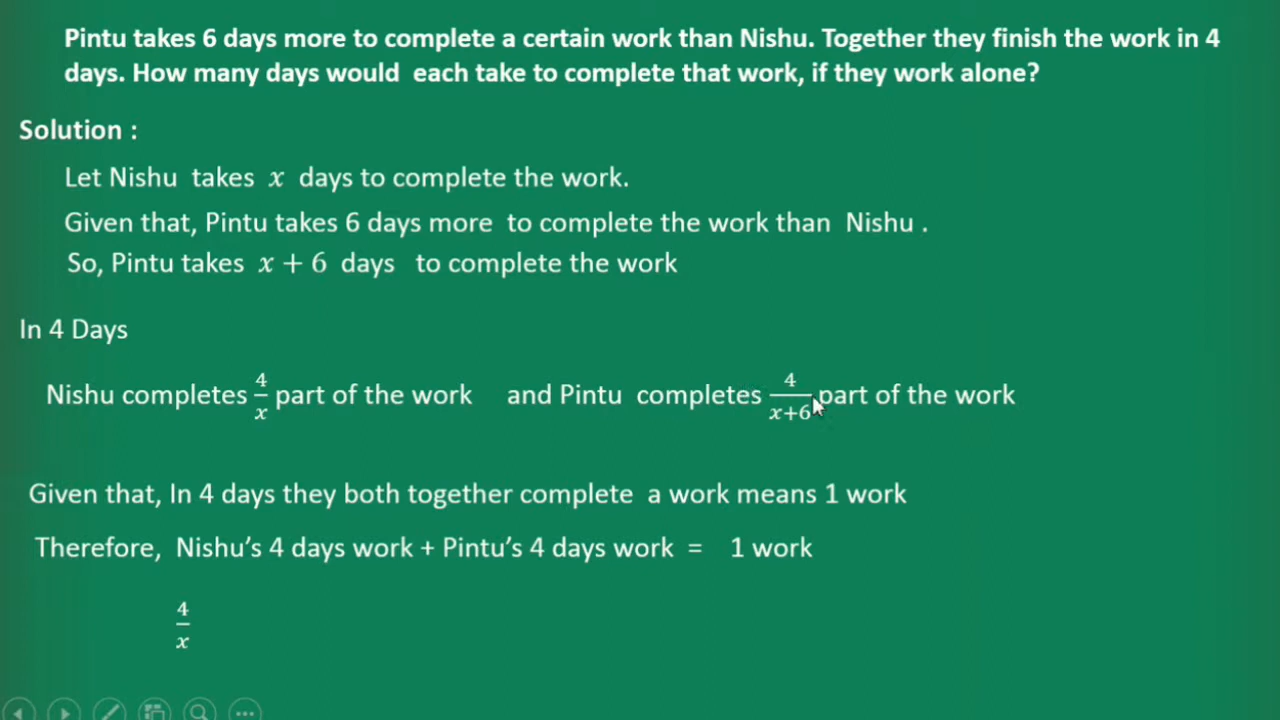 Pintu takes 6 days more to complete a certain work than Nishu. Together they finish the work in 4
days. How many days would each take to complete that work, if they work alone?
Solution :
Let Nishu takes x days to complete the work.
Given that, Pintu takes 6 days more to complete the work than Nishu .
So, Pintu takes x + 6 days to complete the work
In 4 Days
Nishu completes 4/x part of the work and Pintu completes 4/(x+6) part of the work
Given that, In 4 days they both together complete a work means 1 work
Therefore, Nishu’s 4 days work + Pintu’s 4 days work = 1 work
4/x